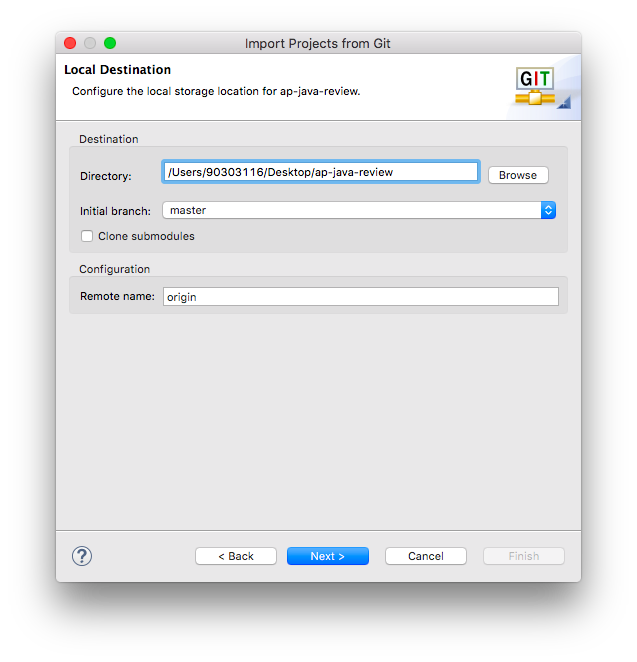 Import Projects from Git
Local Destination
Configure the local storage location for ap-java-review.
GIT
Destination
Directory: /Users/90303116/Desktop/ap-java-review Browse
Initial branch: master
Clone submodules
Configuration
Remote name: origin
? < Back Next > Cancel Finish